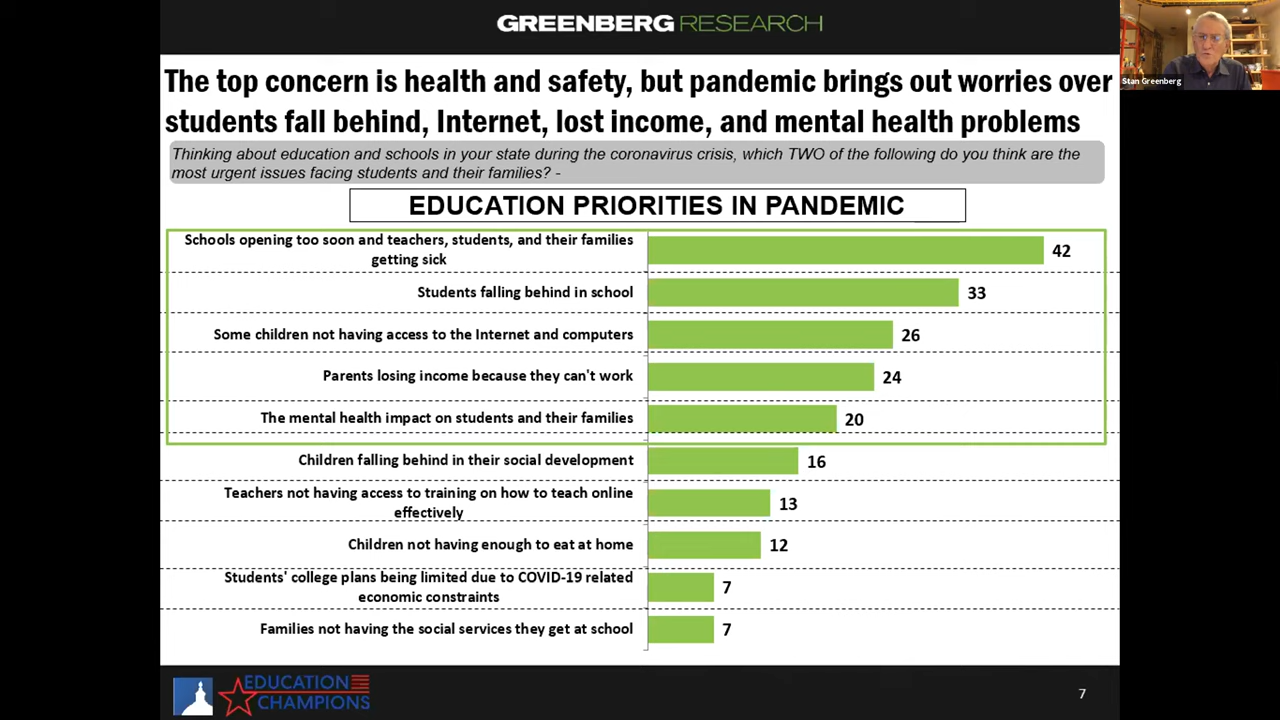 GREENBERG RESEARCH
Stan Greenberg
The top concern is health and safety, but pandemic brings out worries over
students fall behind, Internet, lost income, and mental health problems
Thinking about education and schools in your state during the coronavirus crisis, which TWO of the following do you think are the
most urgent issues facing students and their families? -
EDUCATION PRIORITIES IN PANDEMIC
Schools opening too soon and teachers, students, and their families
getting sick
42
Students falling behind in school
33
Some children not having access to the Internet and computers
26
Parents losing income because they can't work
24
The mental health impact on students and their families
20
Children falling behind in their social development
16
Teachers not having access to training on how to teach online
effectively
13
Children not having enough to eat at home
12
Students' college plans being limited due to COVID-19 related
economic constraints
7
Families not having the social services they get at school
7
EDUCATION
CHAMPIONS
7